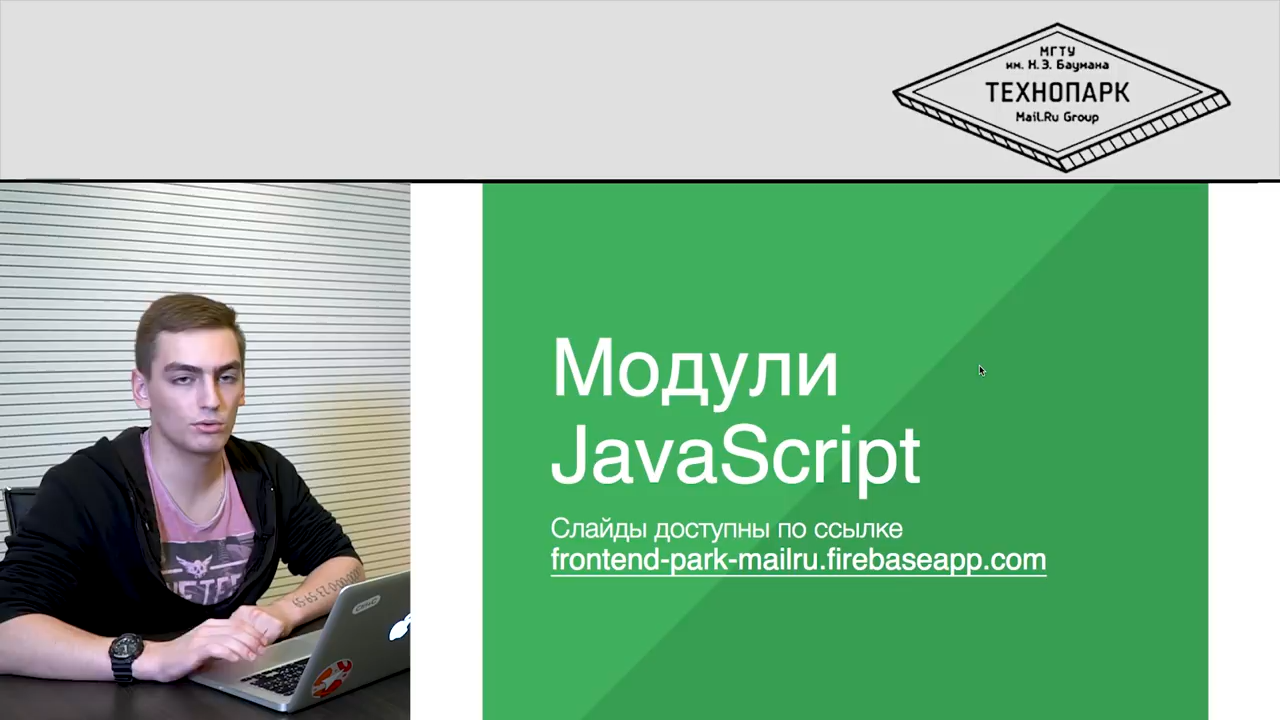 МГТУ
им. Н.Э. Баумана
ТЕХНОПАРК
Mail.Ru Group
Модули
JavaScript
Слайды доступны по ссылке
frontend-park-mailru.firebaseapp.com